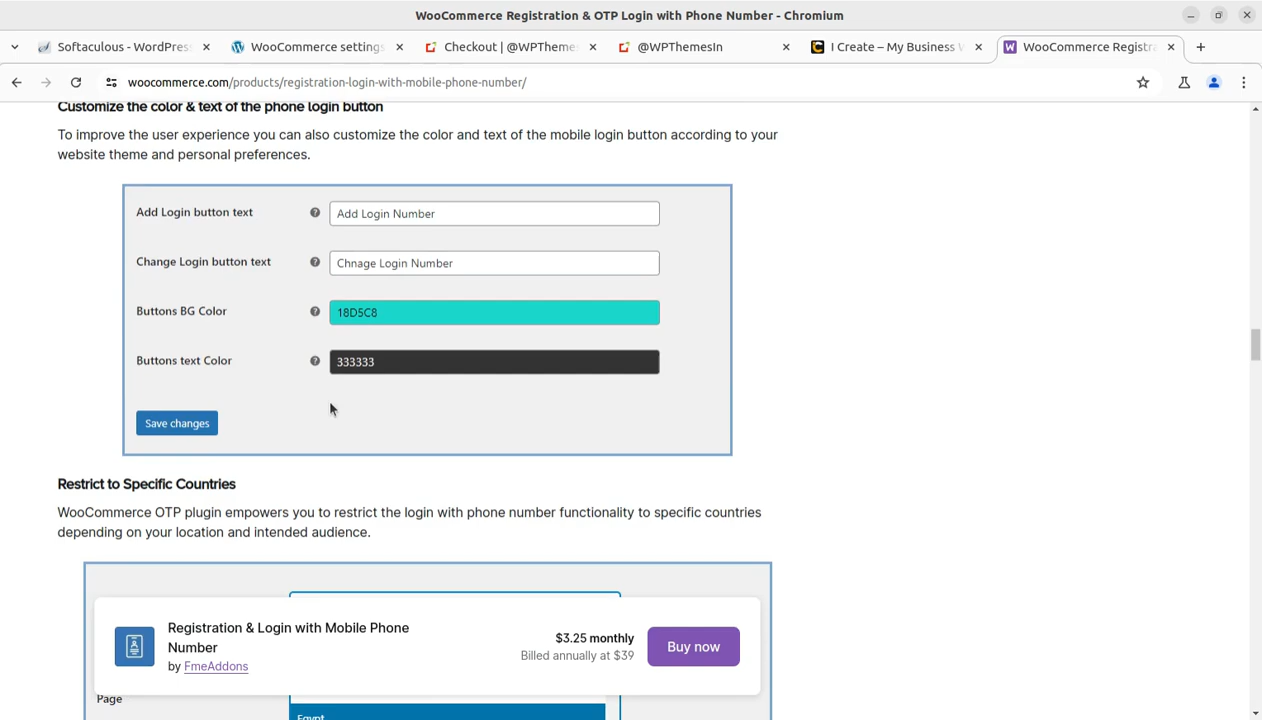 WooCommerce Registration & OTP Login with Phone Number - Chromium
Softaculous - WordPres
WooCommerce settings
Checkout | @WPTheme
@WPThemesIn
I Create – My Business W
WooCommerce Registra
woocommerce.com/products/registration-login-with-mobile-phone-number/
Customize the color & text of the phone login button
To improve the user experience you can also customize the color and text of the mobile login button according to your
website theme and personal preferences.
Add Login button text
Add Login Number
Change Login button text
Chnage Login Number
Buttons BG Color
18D5C8
Buttons text Color
333333
Save changes
Restrict to Specific Countries
WooCommerce OTP plugin empowers you to restrict the login with phone number functionality to specific countries
depending on your location and intended audience.
Registration & Login with Mobile Phone
Number
by FmeAddons
$3.25 monthly
Billed annually at $39
Buy now
Page
Egypt